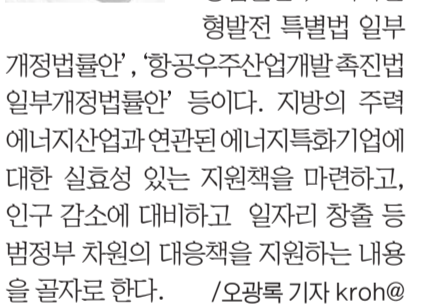 형발전 특별법 일부
개정법률안’, ‘항공우주산업개발 촉진법
일부개정법률안’ 등이다. 지방의 주력
에너지산업과 연관된 에너지특화기업에
대한 실효성 있는 지원책을 마련하고,
인구 감소에 대비하고 일자리 창출 등
범정부 차원의 대응책을 지원하는 내용
을 골자로 한다. /오광록 기자 kroh@